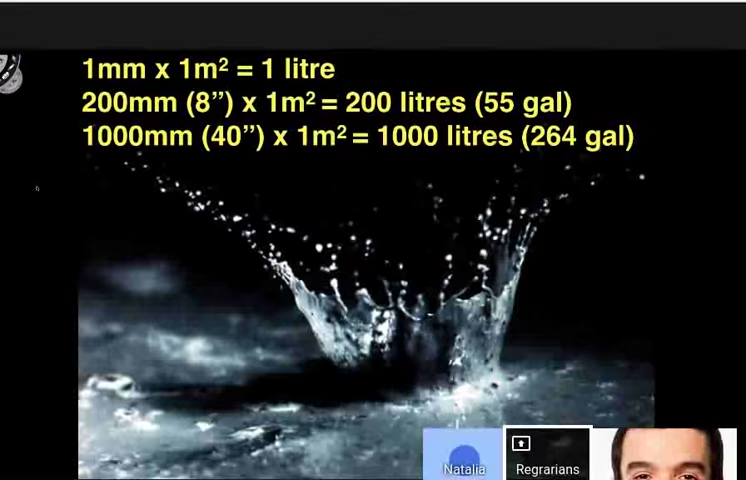 1mm x 1m² = 1 litre
200mm (8”) x 1m² = 200 litres (55 gal)
1000mm (40”) x 1m² = 1000 litres (264 gal)
Natalia
Regrarians